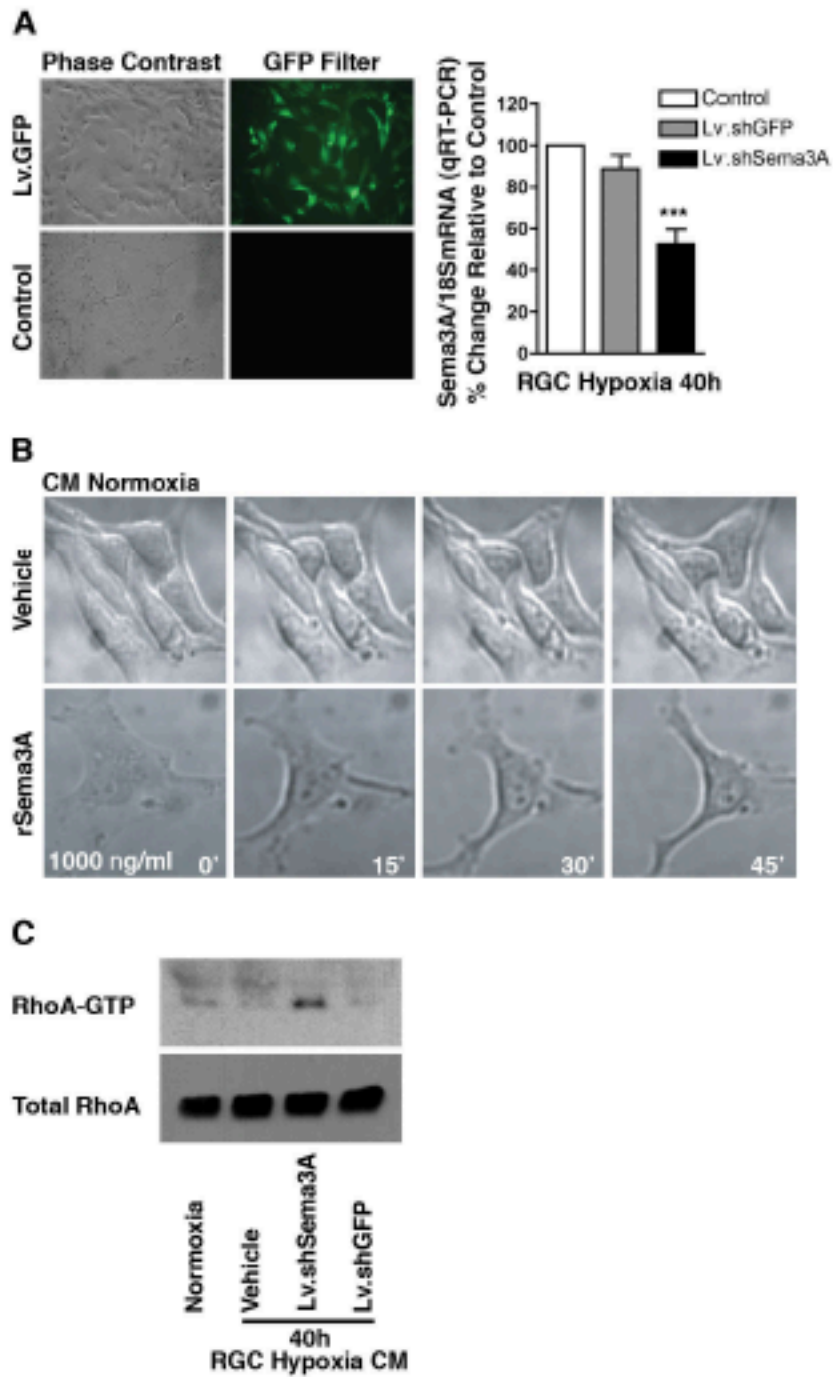 A
Phase Contrast GFP Filter
Lv.GFP
Control
Sema3A/18SmRNA (qRT-PCR)
% Change Relative to Control
120
100
80
60
40
20
0
***
Control
Lv.shGFP
Lv.shSema3A
RGC Hypoxia 40h
B
CM Normoxia
Vehicle
rSema3A
1000 ng/ml 0' 15' 30' 45'
C
RhoA-GTP
Total RhoA
Normoxia
Vehicle
Lv.shSema3A
Lv.shGFP
40h
RGC Hypoxia CM